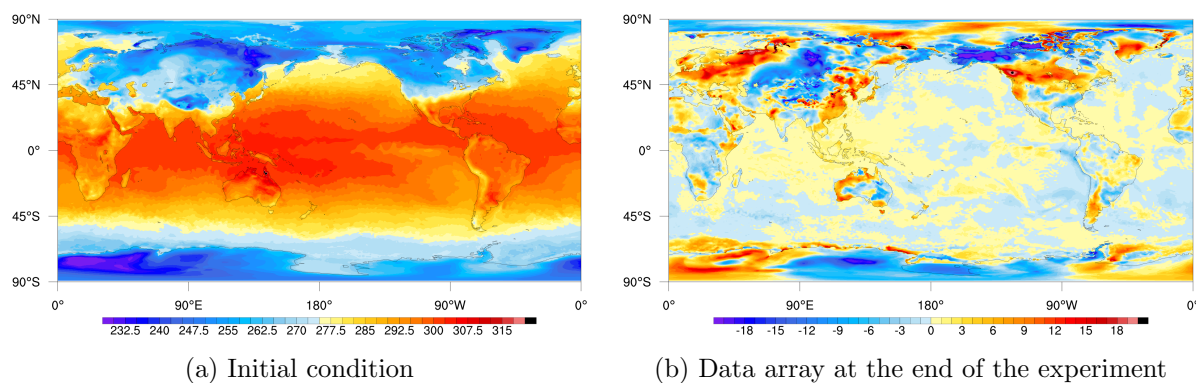 90°N
45°N
0°
45°S
90°S
0° 90°E 180° 90°W 0°
232.5 240 247.5 255 262.5 270 277.5 285 292.5 300 307.5 315
(a) Initial condition
90°N
45°N
0°
45°S
90°S
0° 90°E 180° 90°W 0°
-18 -15 -12 -9 -6 -3 0 3 6 9 12 15 18
(b) Data array at the end of the experiment